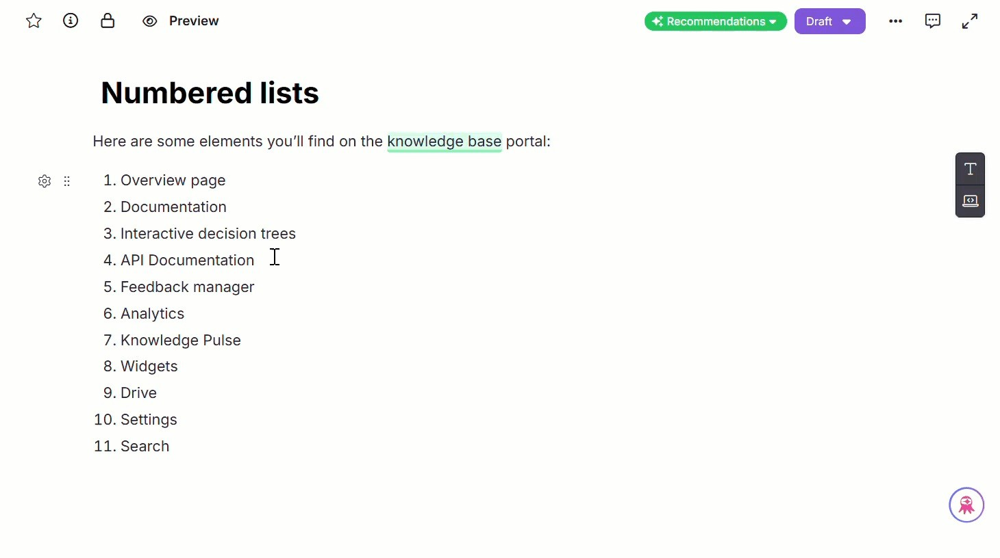 Preview
Recommendations
Draft
Numbered lists
Here are some elements you’ll find on the knowledge base portal:
1. Overview page
2. Documentation
3. Interactive decision trees
4. API Documentation
5. Feedback manager
6. Analytics
7. Knowledge Pulse
8. Widgets
9. Drive
10. Settings
11. Search